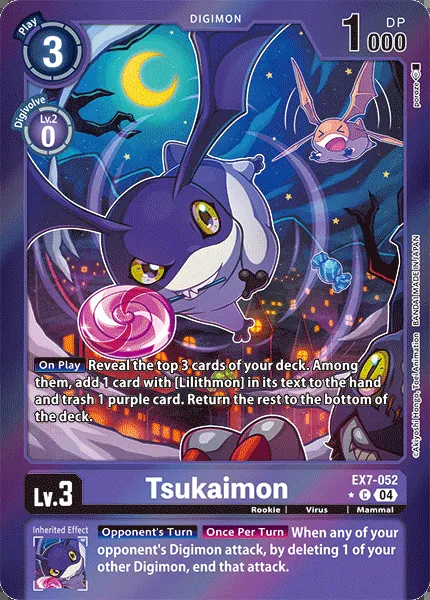 DIGIMON
Play
3
1000
DP
Digivolve
Lv.2
0
poroze
©Akiyoshi Hongo, Toei Animation BANDAI MADE IN JAPAN
On Play Reveal the top 3 cards of your deck. Among
them, add 1 card with [Lilithmon] in its text to the hand
and trash 1 purple card. Return the rest to the bottom of
the deck.
Lv.3
Tsukaimon
EX7-052
C 04
Rookie Virus Mammal
Inherited Effect
Opponent's Turn Once Per Turn When any of your
opponent's Digimon attack, by deleting 1 of your
other Digimon, end that attack.